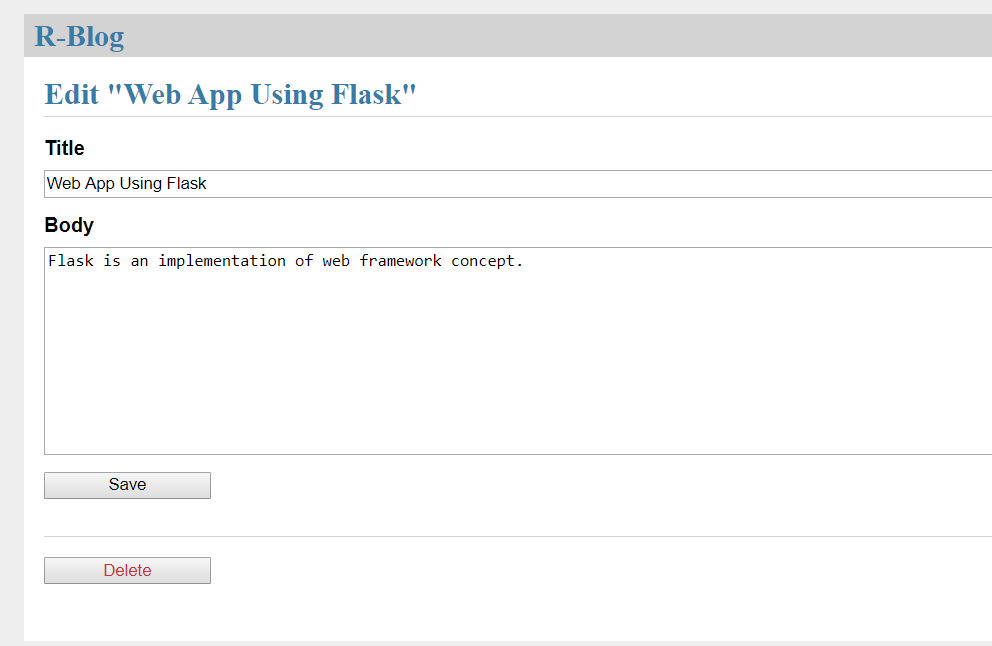 R-Blog
Edit "Web App Using Flask"
Title
Web App Using Flask
Body
Flask is an implementation of web framework concept.
Save
Delete